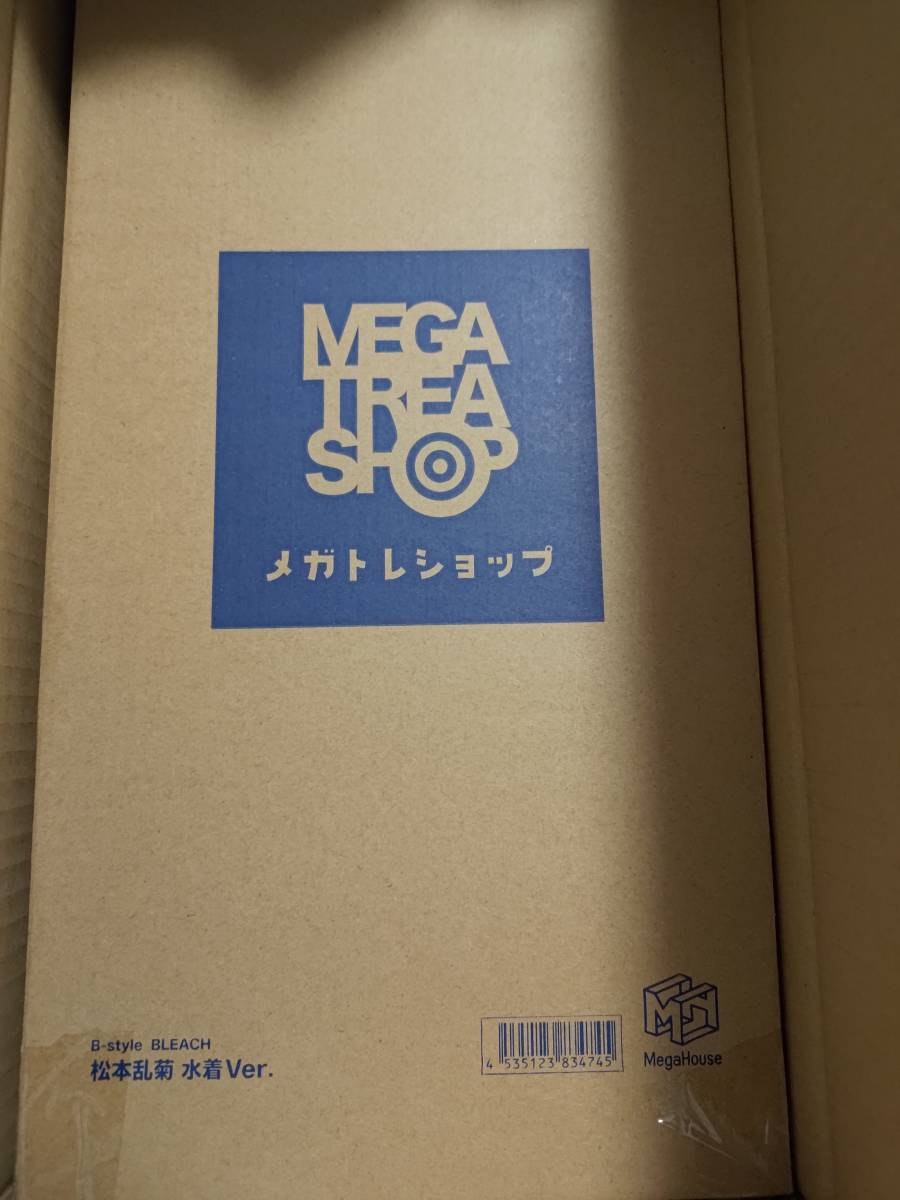 MEGA
TREA
SHOP
メガトレショップ
B-style BLEACH
松本乱菊 水着Ver.
4 535123 834745
MH
MegaHouse